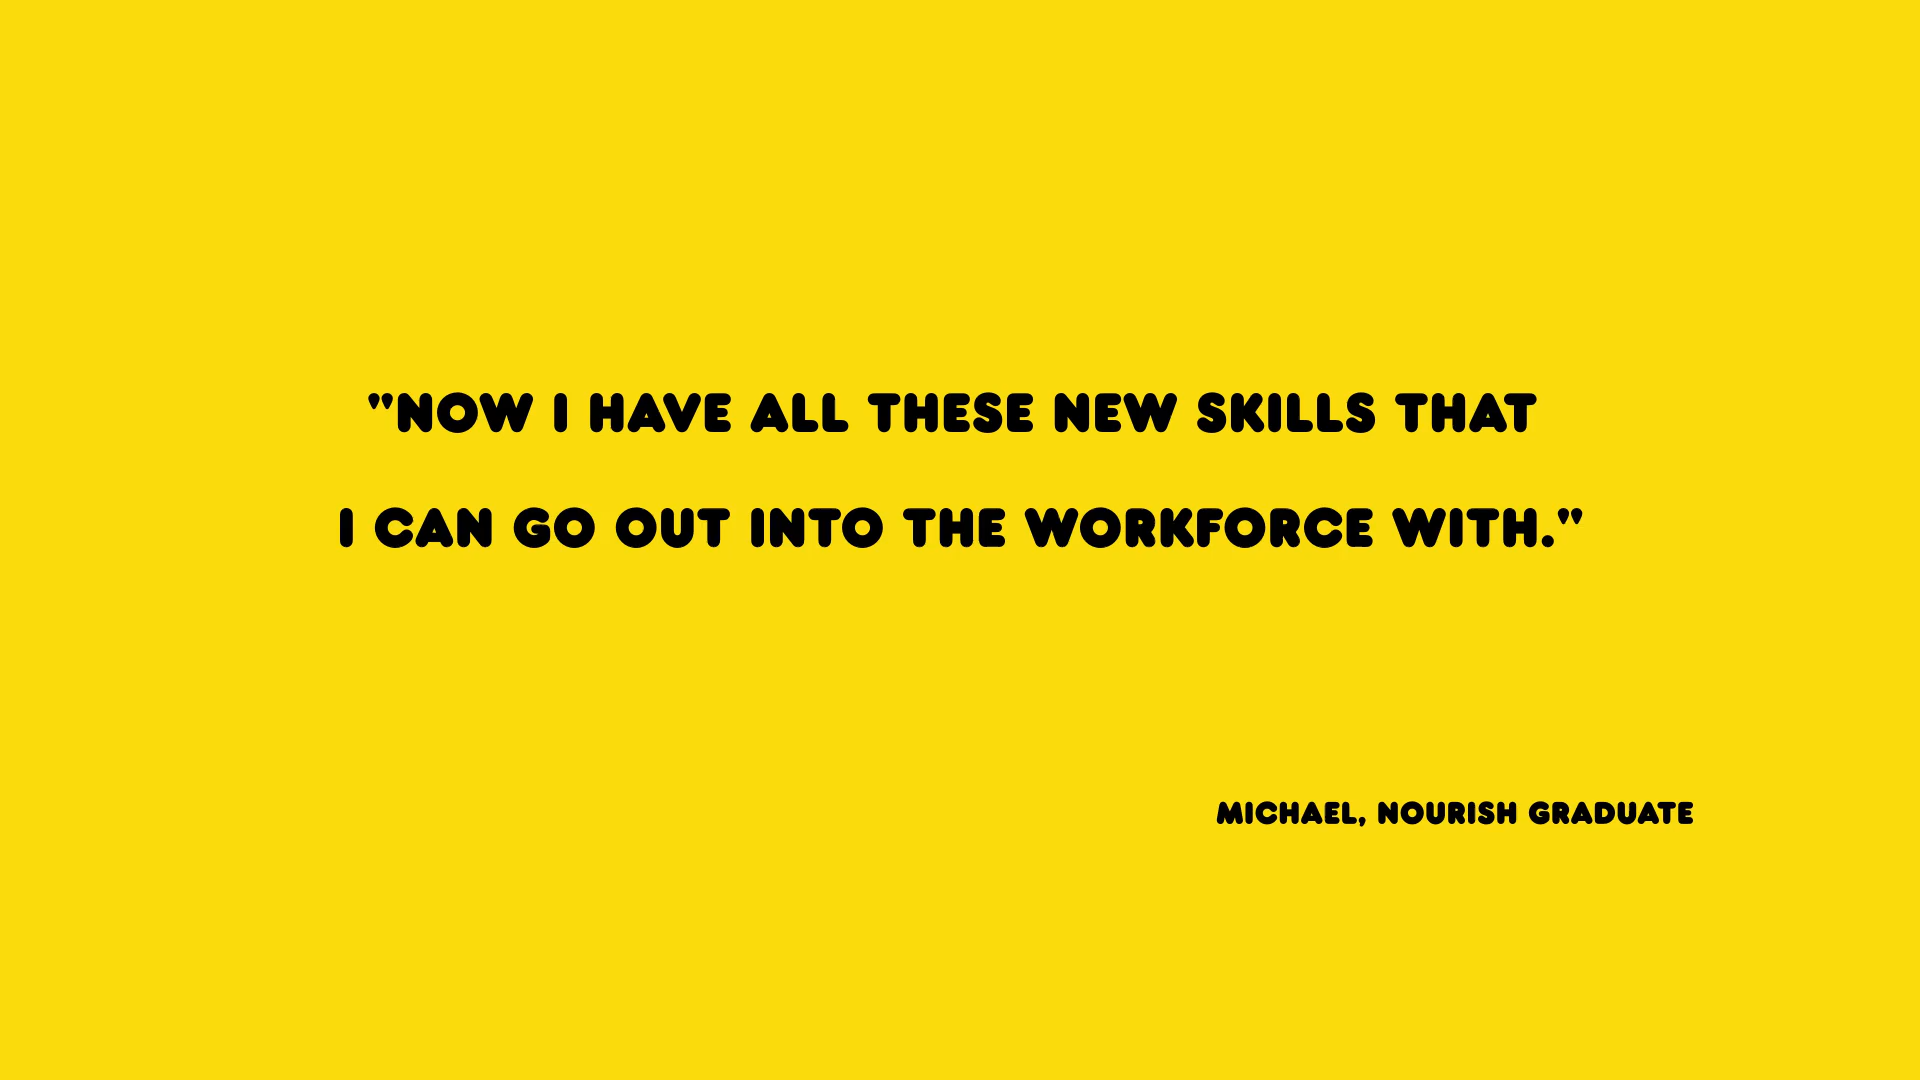 "NOW I HAVE ALL THESE NEW SKILLS THAT
I CAN GO OUT INTO THE WORKFORCE WITH."
MICHAEL, NOURISH GRADUATE